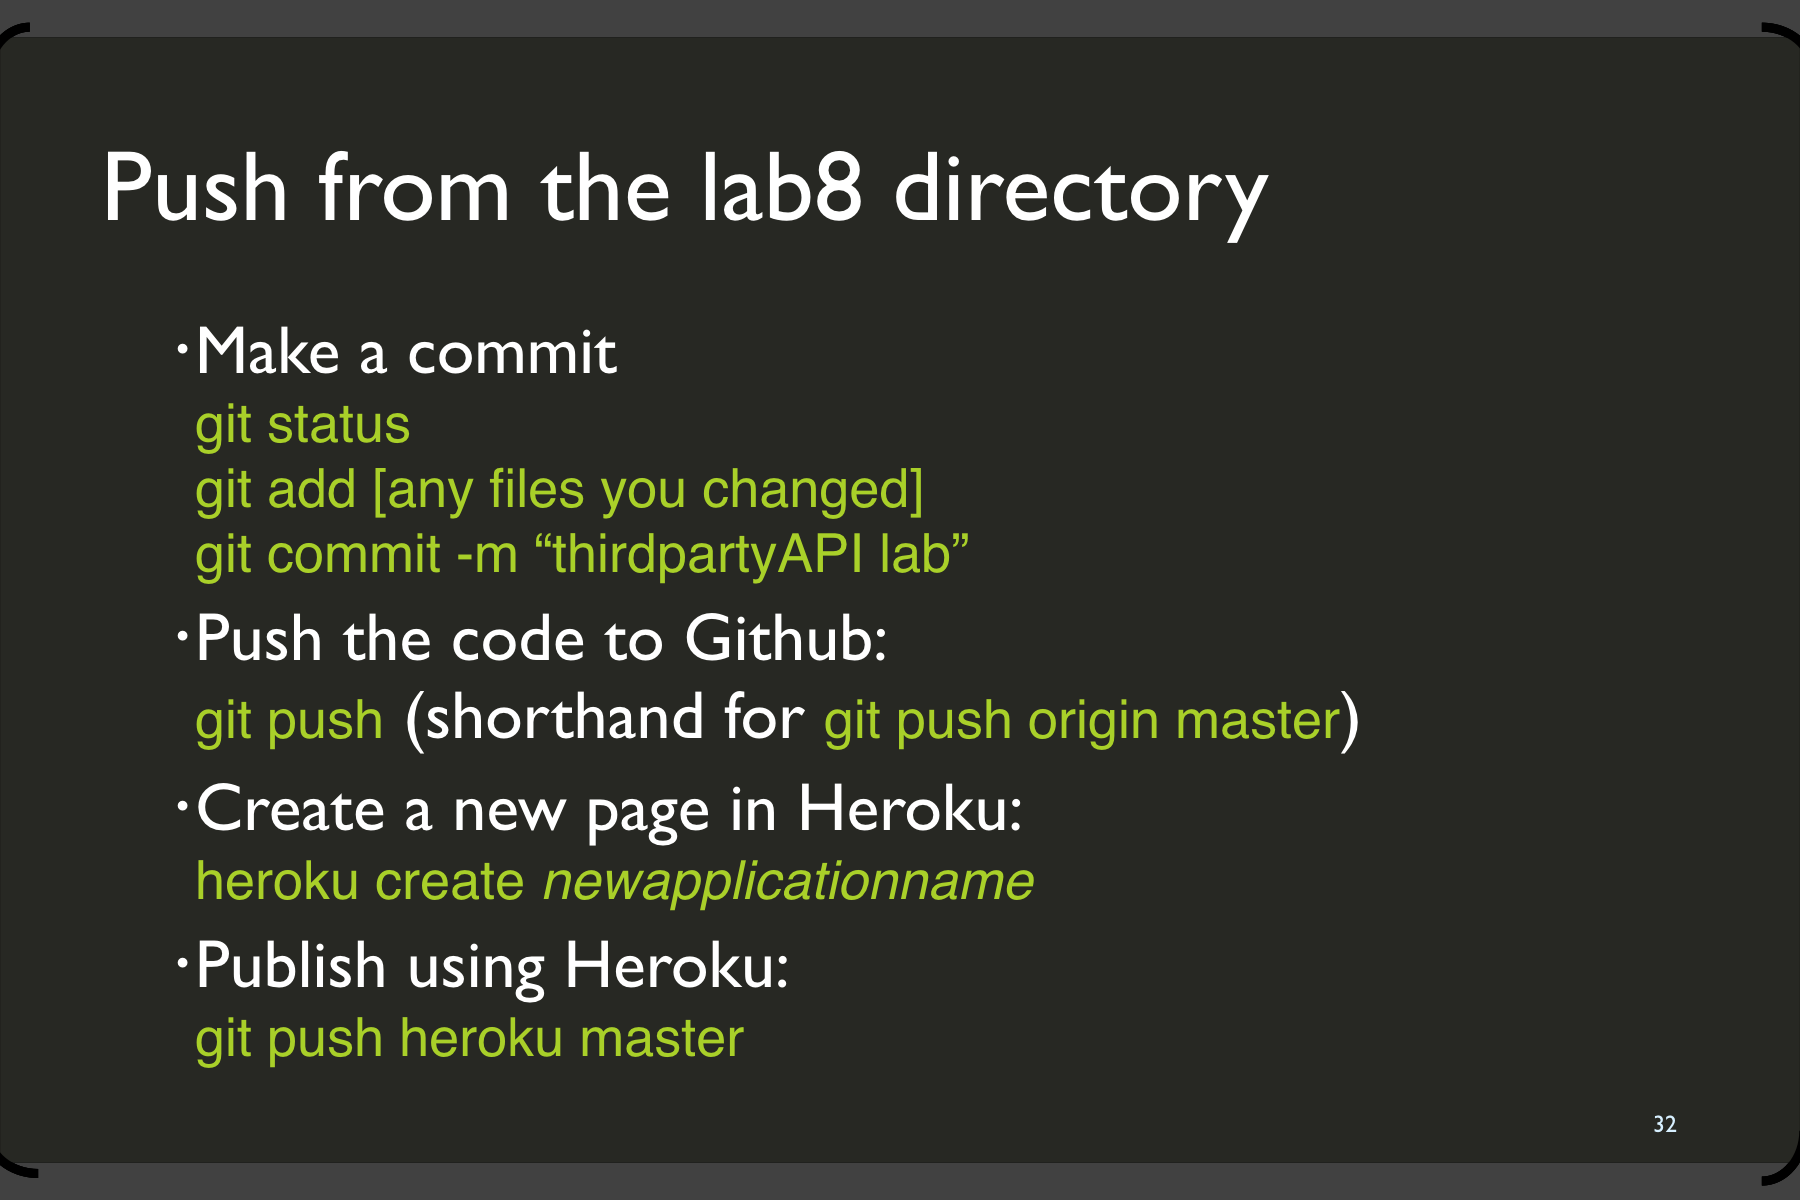 Push from the lab8 directory
•Make a commit
git status
git add [any files you changed]
git commit -m “thirdpartyAPI lab”
•Push the code to Github:
git push (shorthand for git push origin master)
•Create a new page in Heroku:
heroku create newapplicationname
•Publish using Heroku:
git push heroku master
32